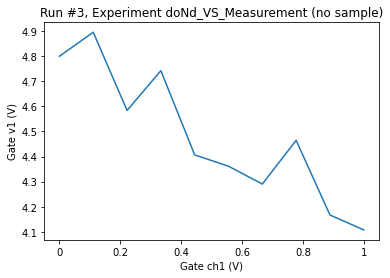 Run #3, Experiment doNd_VS_Measurement (no sample)
4.9
4.8
4.7
4.6
4.5
4.4
4.3
4.2
4.1
Gate v1 (V)
0 0.2 0.4 0.6 0.8 1
Gate ch1 (V)